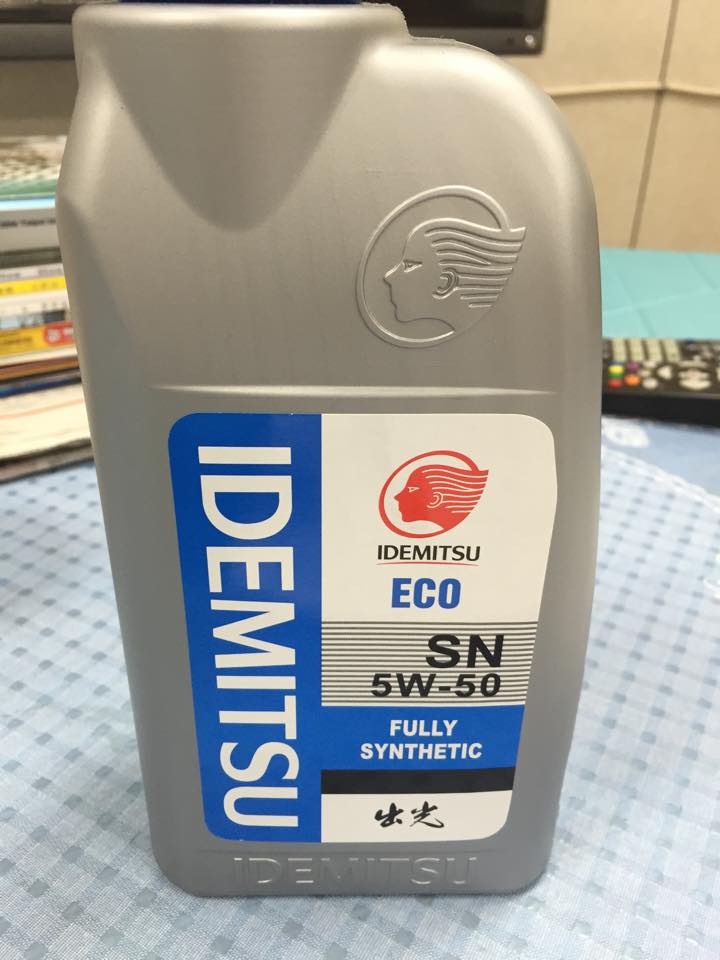 IDEMITSU
IDEMITSU
ECO
SN
5W-50
FULLY
SYNTHETIC
出光
IDEMITSU